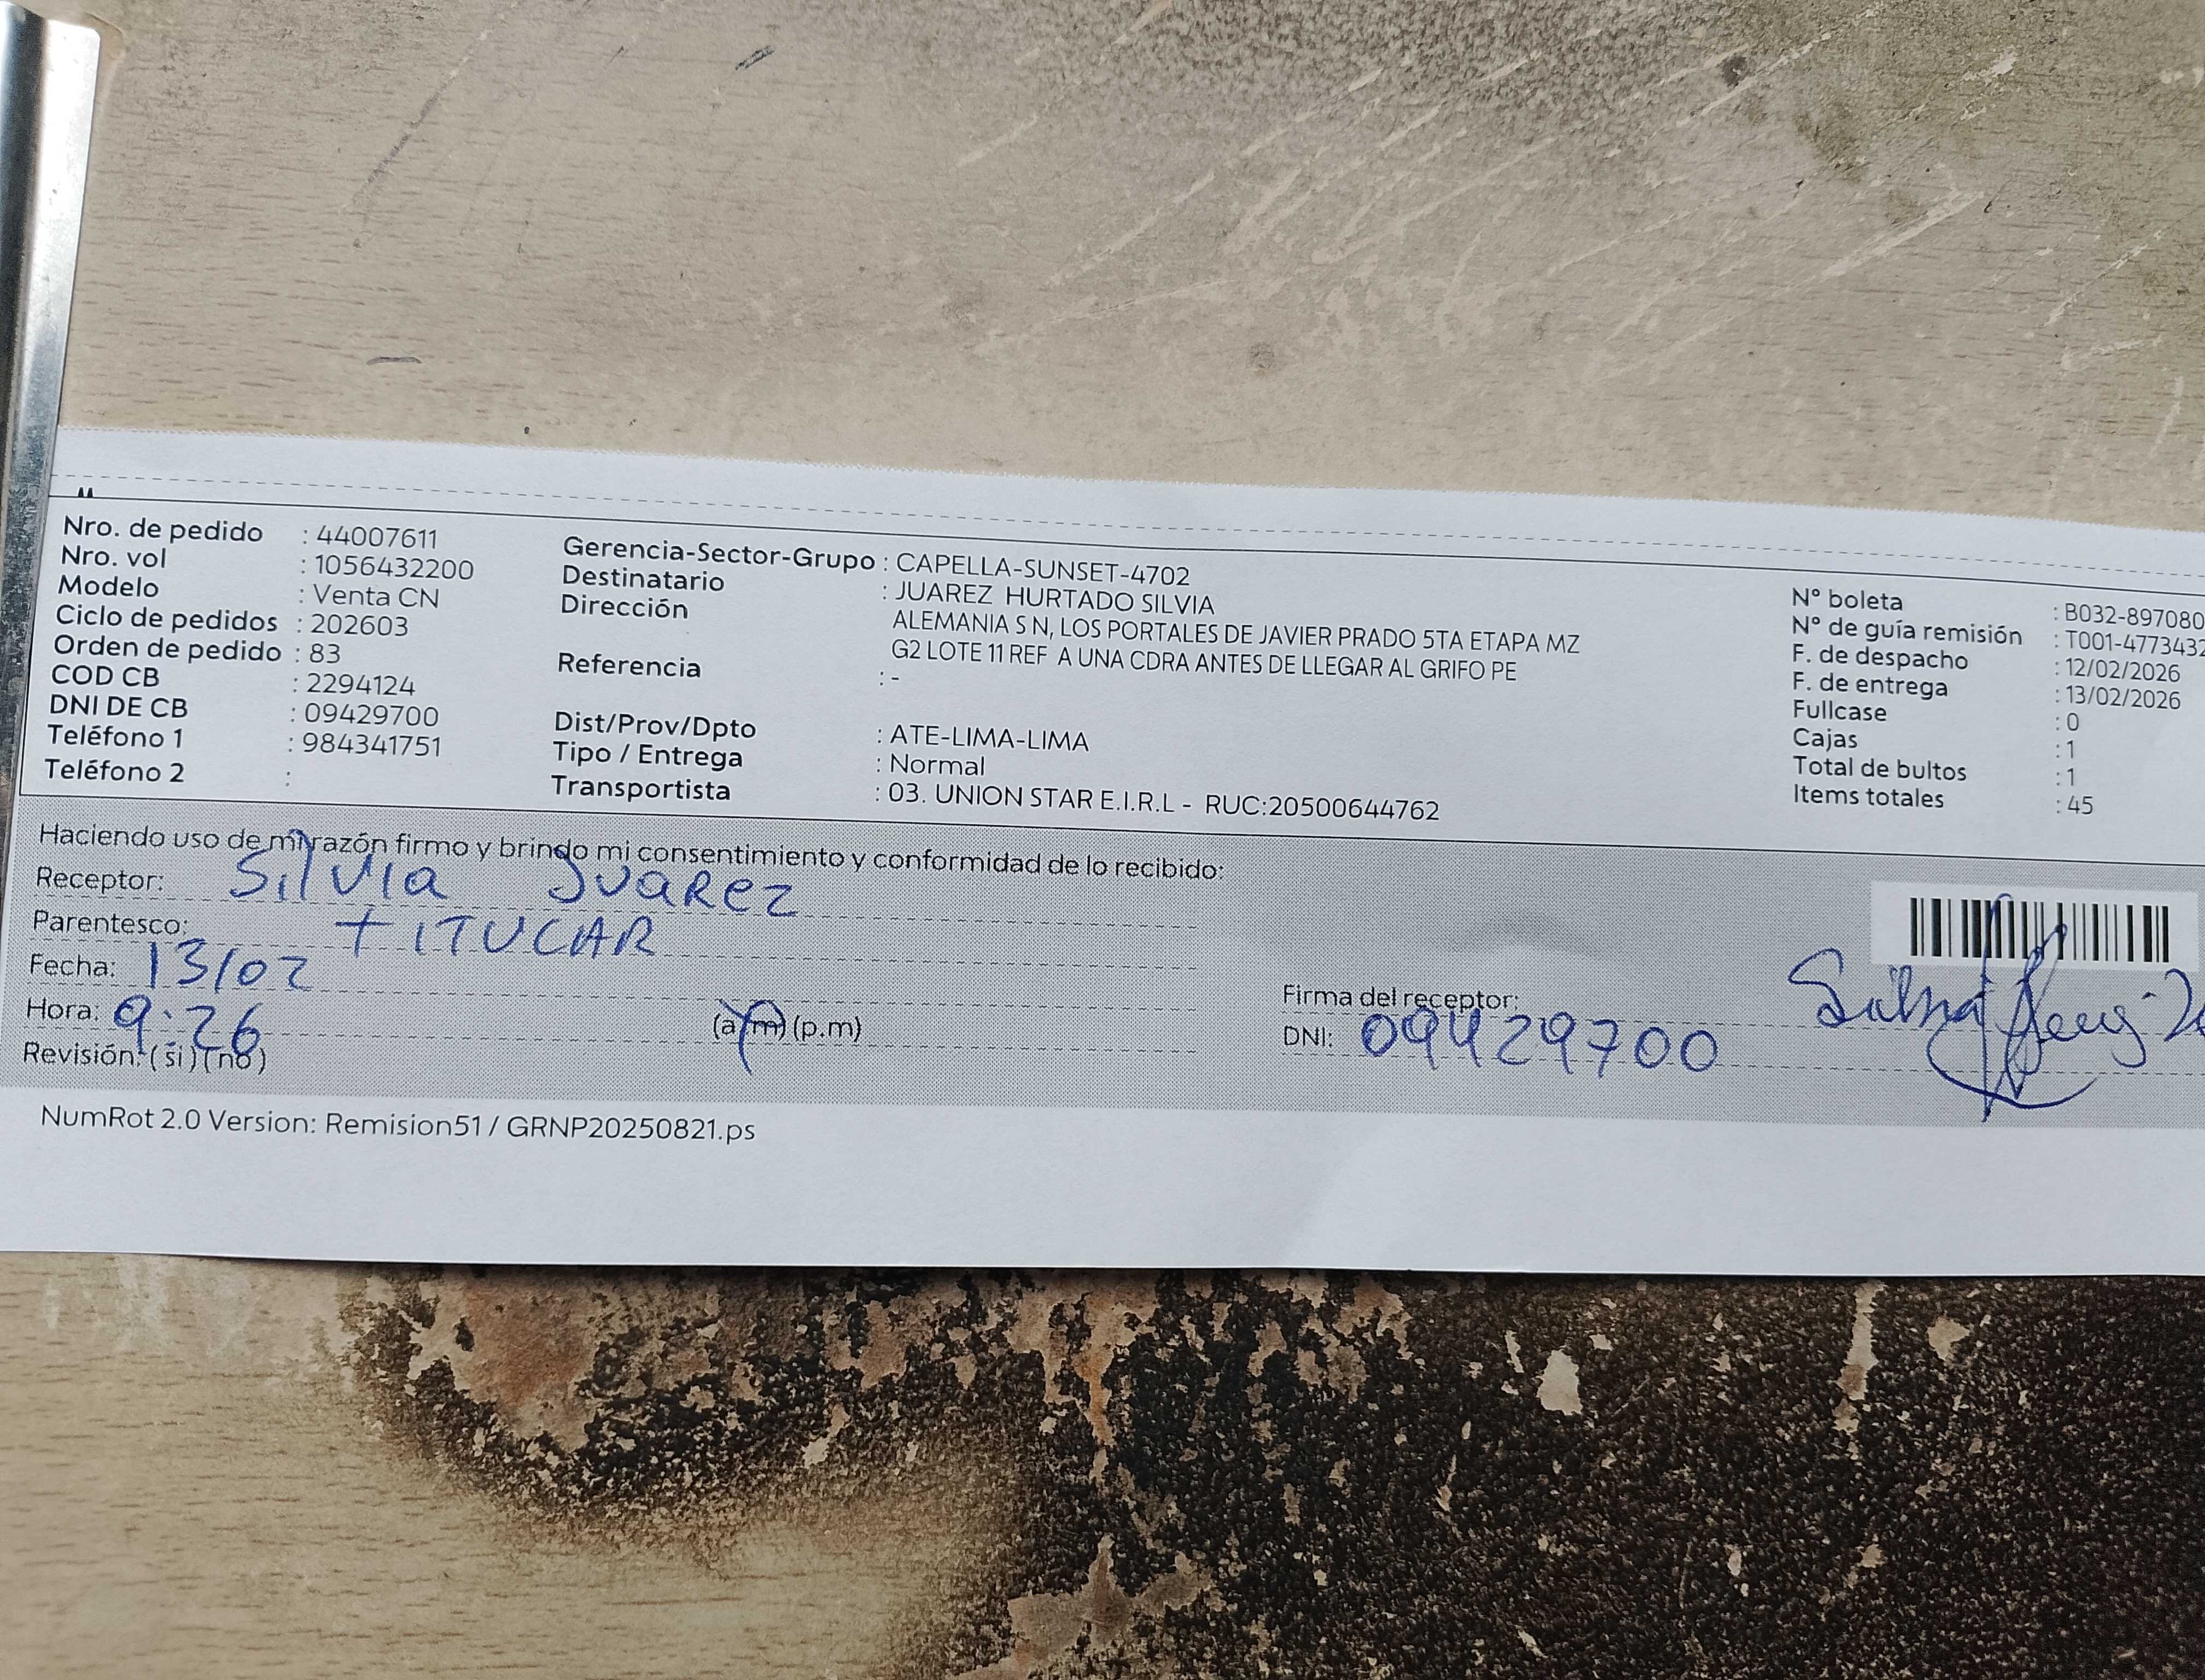 Nro. de pedido : 44007611
Nro. vol : 1056432200
Modelo : Venta CN
Ciclo de pedidos : 202603
Orden de pedido : 83
COD CB : 2294124
DNI DE CB : 09429700
Teléfono 1 : 984341751
Teléfono 2 :
Gerencia-Sector-Grupo : CAPELLA-SUNSET-4702
Destinatario : JUAREZ HURTADO SILVIA
Dirección ALEMANIA S N, LOS PORTALES DE JAVIER PRADO 5TA ETAPA MZ
G2 LOTE 11 REF A UNA CDRA ANTES DE LLEGAR AL GRIFO PE
Referencia : -
Dist/Prov/Dpto : ATE-LIMA-LIMA
Tipo / Entrega : Normal
Transportista : 03. UNION STAR E.I.R.L - RUC:20500644762
N° boleta : B032-897080
N° de guía remisión : T001-4773432
F. de despacho : 12/02/2026
F. de entrega : 13/02/2026
Fullcase : 0
Cajas : 1
Total de bultos : 1
Items totales : 45
Haciendo uso de mi razón firmo y brindo mi consentimiento y conformidad de lo recibido:
Receptor: Silvia Juarez
Parentesco: TITUCAR
Fecha: 13/02
Hora: 9:26 (a.m) (p.m)
Revisión: (si) (no)
Firma del receptor:
DNI: 09429700
NumRot 2.0 Version: Remision51 / GRNP20250821.ps